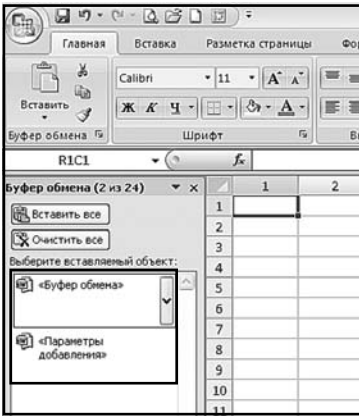 Главная Вставка Разметка страницы Фор
Вставить
Calibri 11 A A
Ж К Ч A
Буфер обмена Шрифт В
R1C1 fx
Буфер обмена (2 из 24) 1 2
Вставить все
Очистить все
Выберите вставляемый объект:
«Буфер обмена»
«Параметры
добавления»
1
2
3
4
5
6
7
8
9
10
11